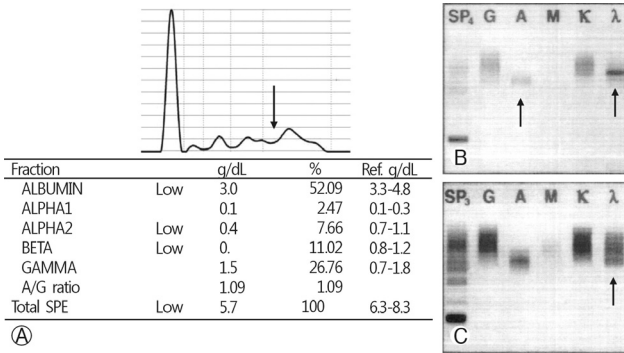 Fraction g/dL % Ref. g/dL
ALBUMIN Low 3.0 52.09 3.3-4.8
ALPHA1 0.1 2.47 0.1-0.3
ALPHA2 Low 0.4 7.66 0.7-1.1
BETA Low 0. 11.02 0.8-1.2
GAMMA 1.5 26.76 0.7-1.8
A/G ratio 1.09 1.09
Total SPE Low 5.7 100 6.3-8.3
A
SP4 G A M K λ
B
SP3 G A M K λ
C